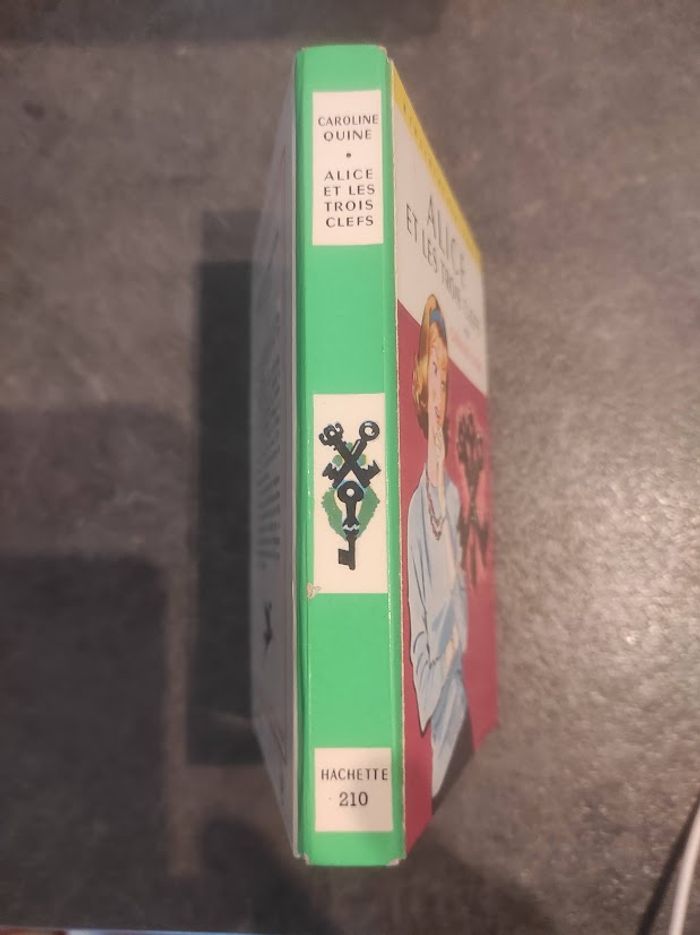 CAROLINE
QUINE
•
ALICE
ET LES
TROIS
CLEFS
HACHETTE
210
ALICE
ET LES TROIS CLEFS